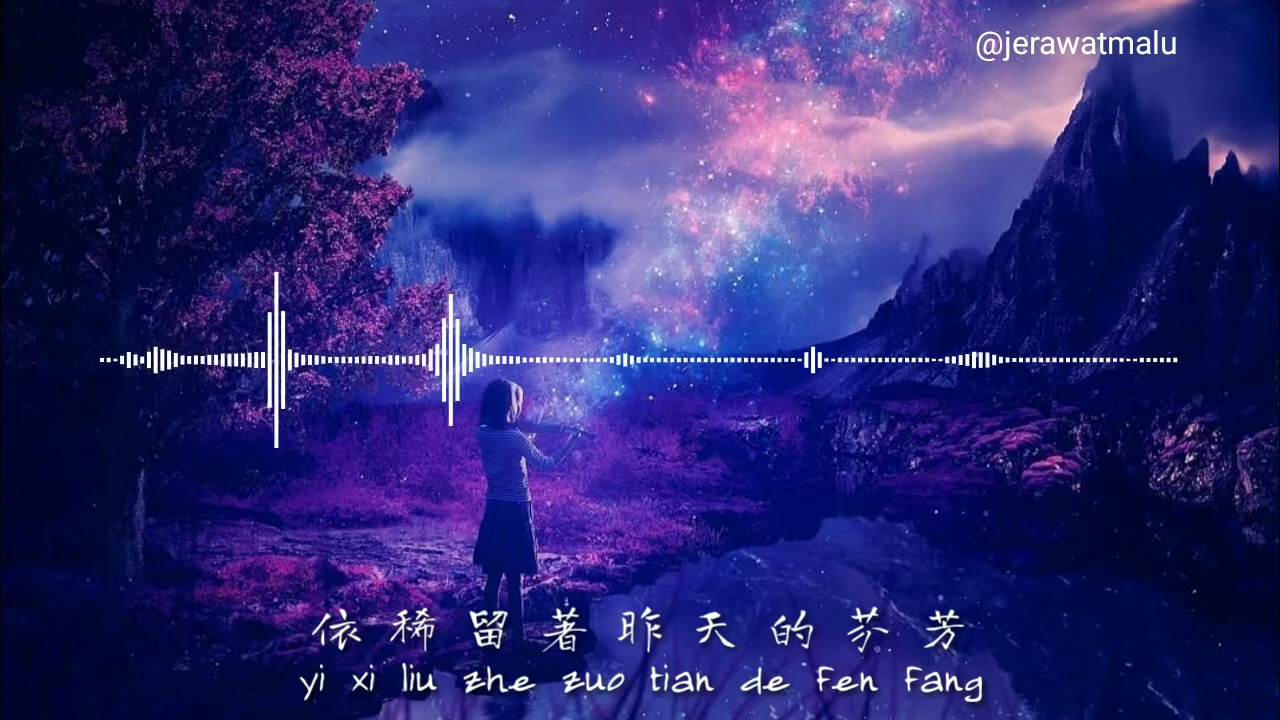 @jerawatmalu
依稀留著昨天的芬芳
yi xi liu zhe zuo tian de fen fang